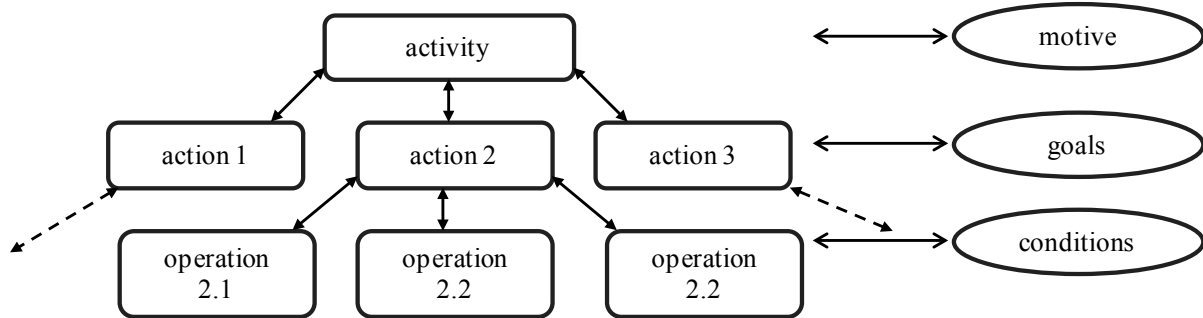 activity
motive
action 1
action 2
action 3
goals
operation
2.1
operation
2.2
operation
2.2
conditions